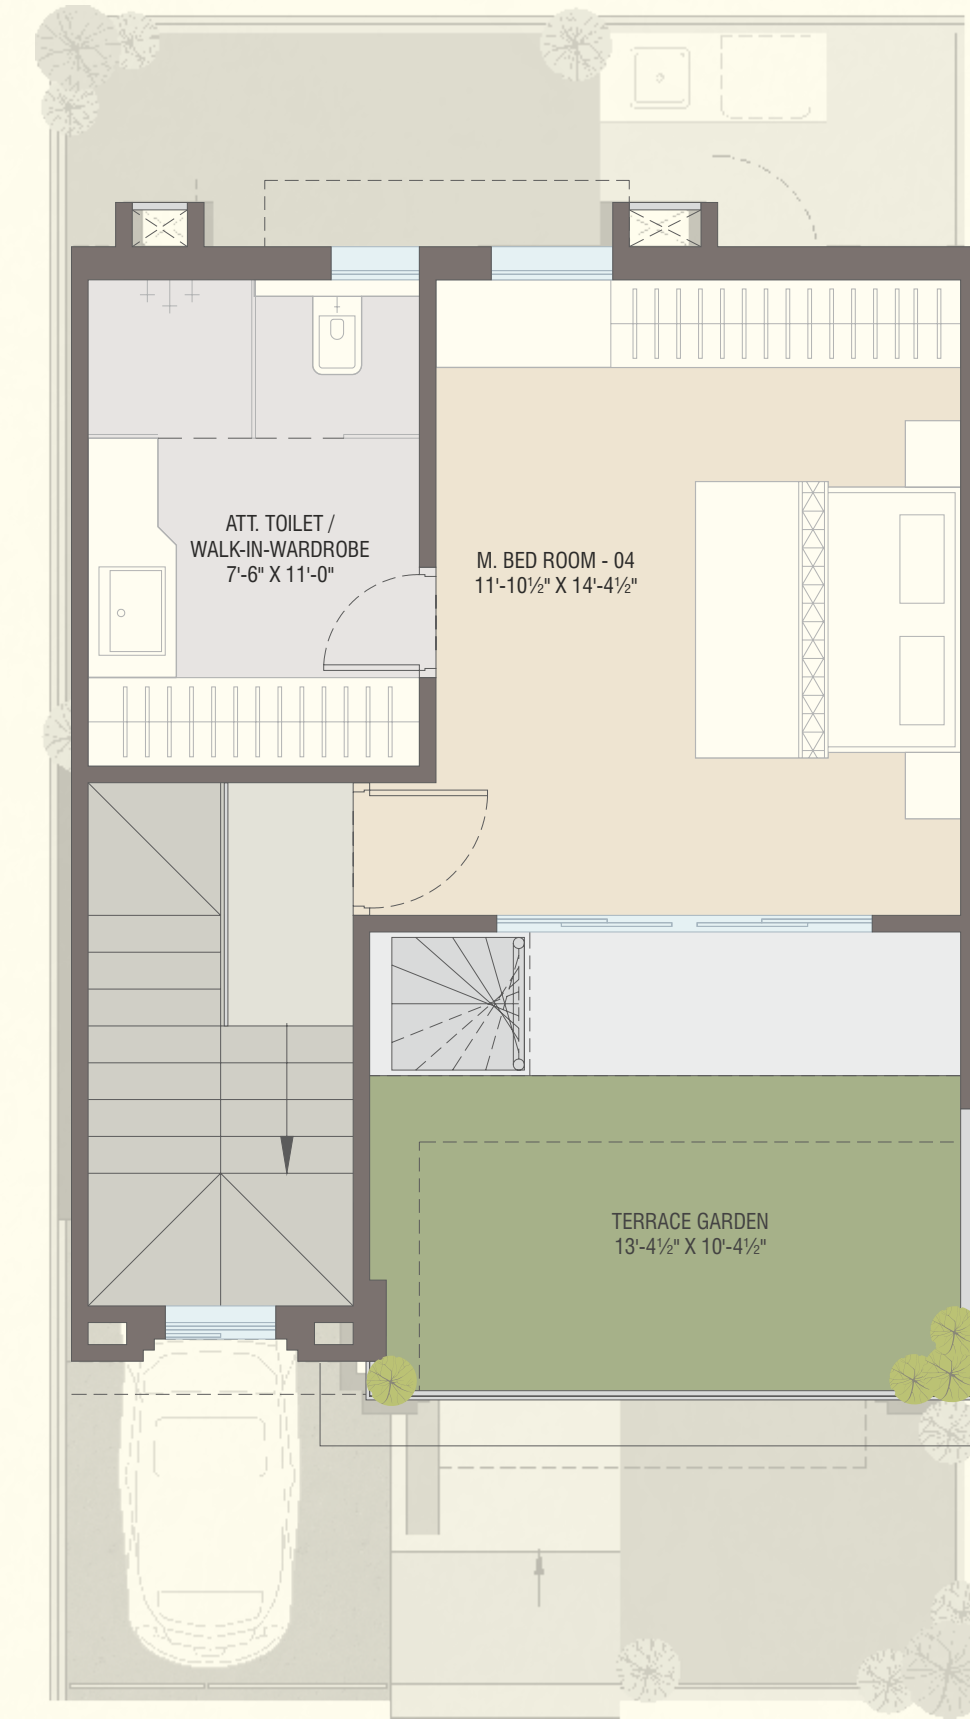 ATT. TOILET /
WALK-IN-WARDROBE
7'-6" X 11'-0"
M. BED ROOM - 04
11'-10½" X 14'-4½"
TERRACE GARDEN
13'-4½" X 10'-4½"